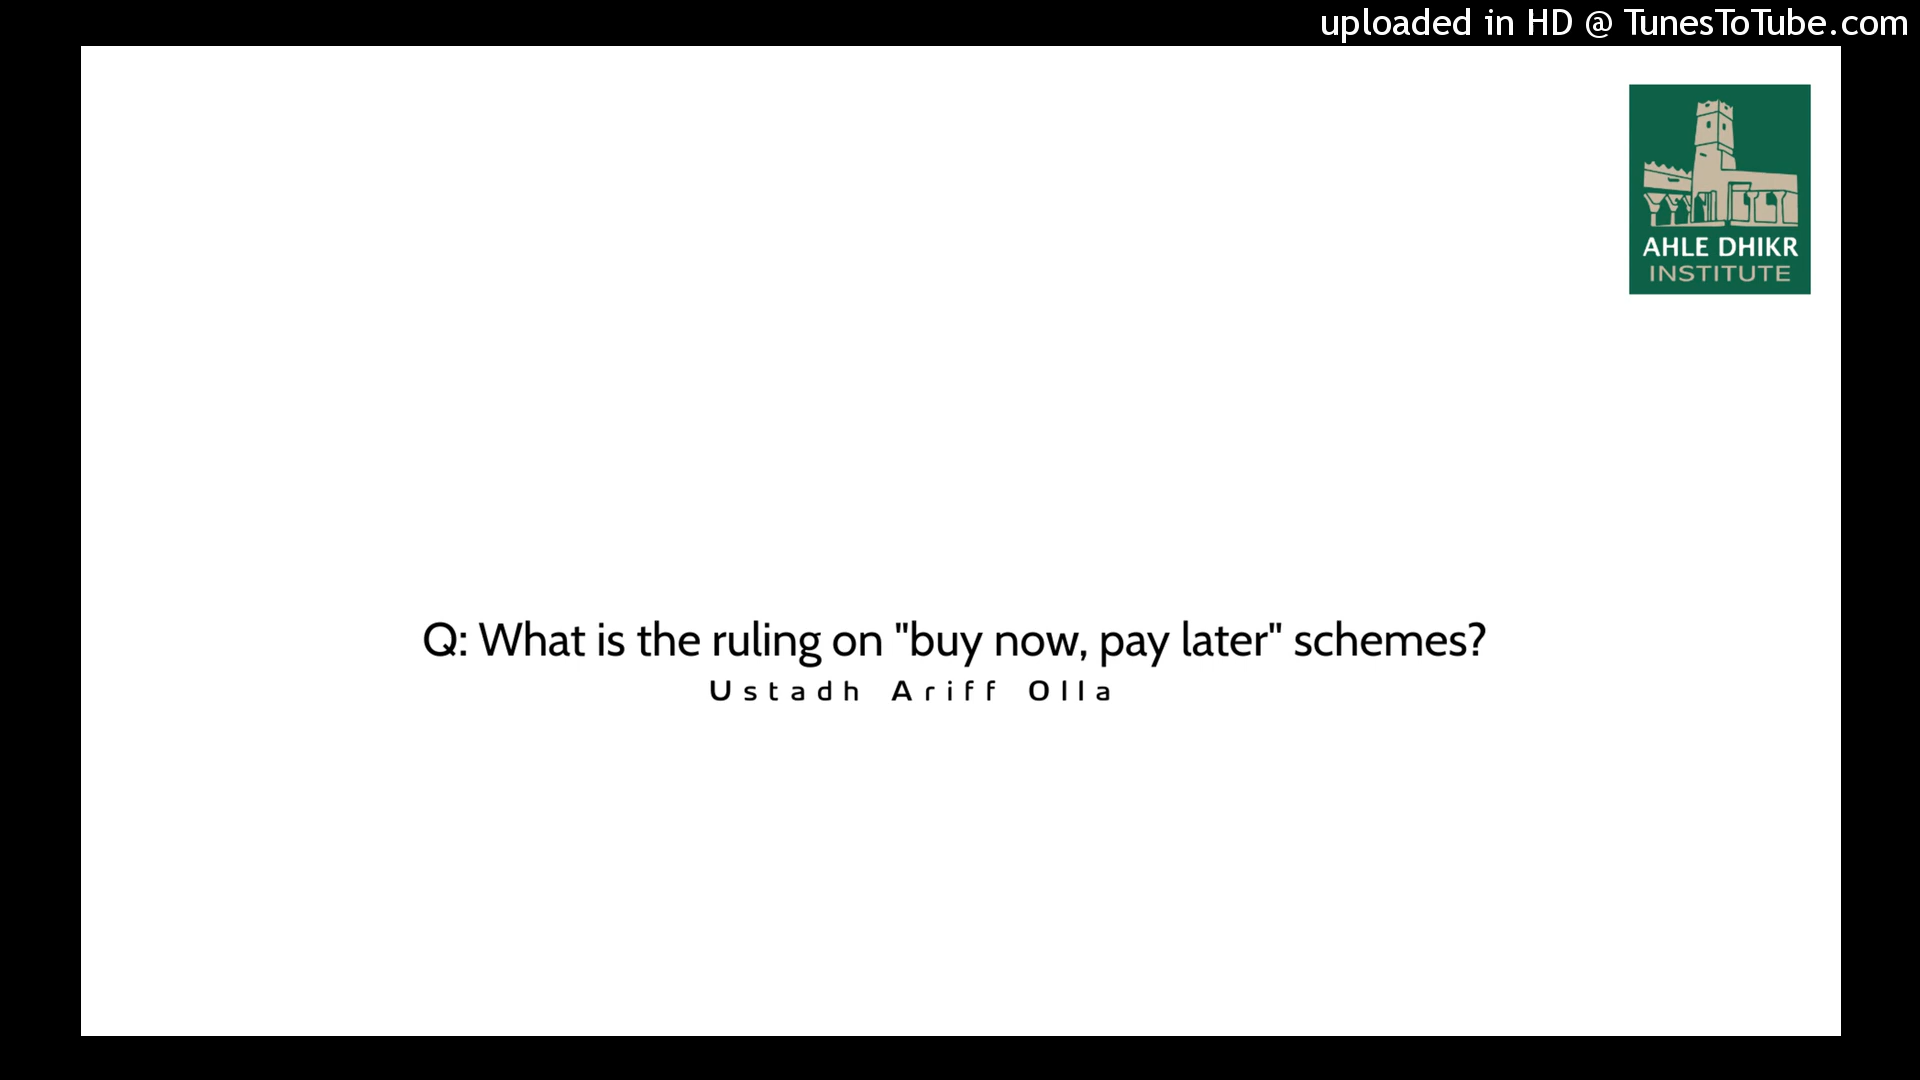 uploaded in HD @ TunesToTube.com
AHLE DHIKR
INSTITUTE
Q: What is the ruling on "buy now, pay later" schemes?
Ustadh Ariff Olla